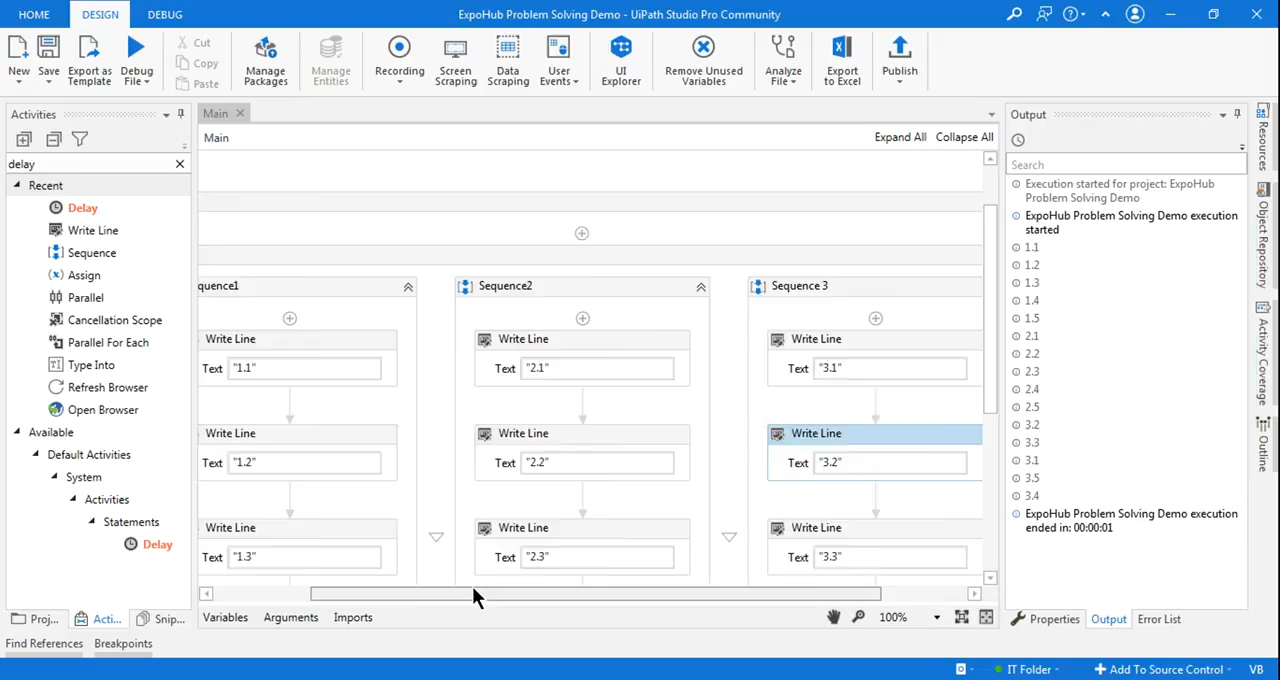 HOME DESIGN DEBUG ExpoHub Problem Solving Demo - UiPath Studio Pro Community
New Save Export as Template Debug File Cut Copy Paste Manage Packages Manage Entities Recording Screen Scraping Data Scraping User Events UI Explorer Remove Unused Variables Analyze File Export to Excel Publish
Activities
delay
Recent
Delay
Write Line
Sequence
Assign
Parallel
Cancellation Scope
Parallel For Each
Type Into
Refresh Browser
Open Browser
Available
Default Activities
System
Activities
Statements
Delay
Proj... Acti... Snip...
Main
Main Expand All Collapse All
quence1 Sequence2 Sequence 3
Write Line Write Line Write Line
Text "1.1" Text "2.1" Text "3.1"
Write Line Write Line Write Line
Text "1.2" Text "2.2" Text "3.2"
Write Line Write Line Write Line
Text "1.3" Text "2.3" Text "3.3"
Variables Arguments Imports 100%
Output
Search
Execution started for project: ExpoHub
Problem Solving Demo
ExpoHub Problem Solving Demo execution
started
1.1
1.2
1.3
1.4
1.5
2.1
2.2
2.3
2.4
2.5
3.2
3.3
3.1
3.5
3.4
ExpoHub Problem Solving Demo execution
ended in: 00:00:01
Properties Output Error List
Resources
Object Repository
Activity Coverage
Outline
Find References Breakpoints
IT Folder Add To Source Control VB